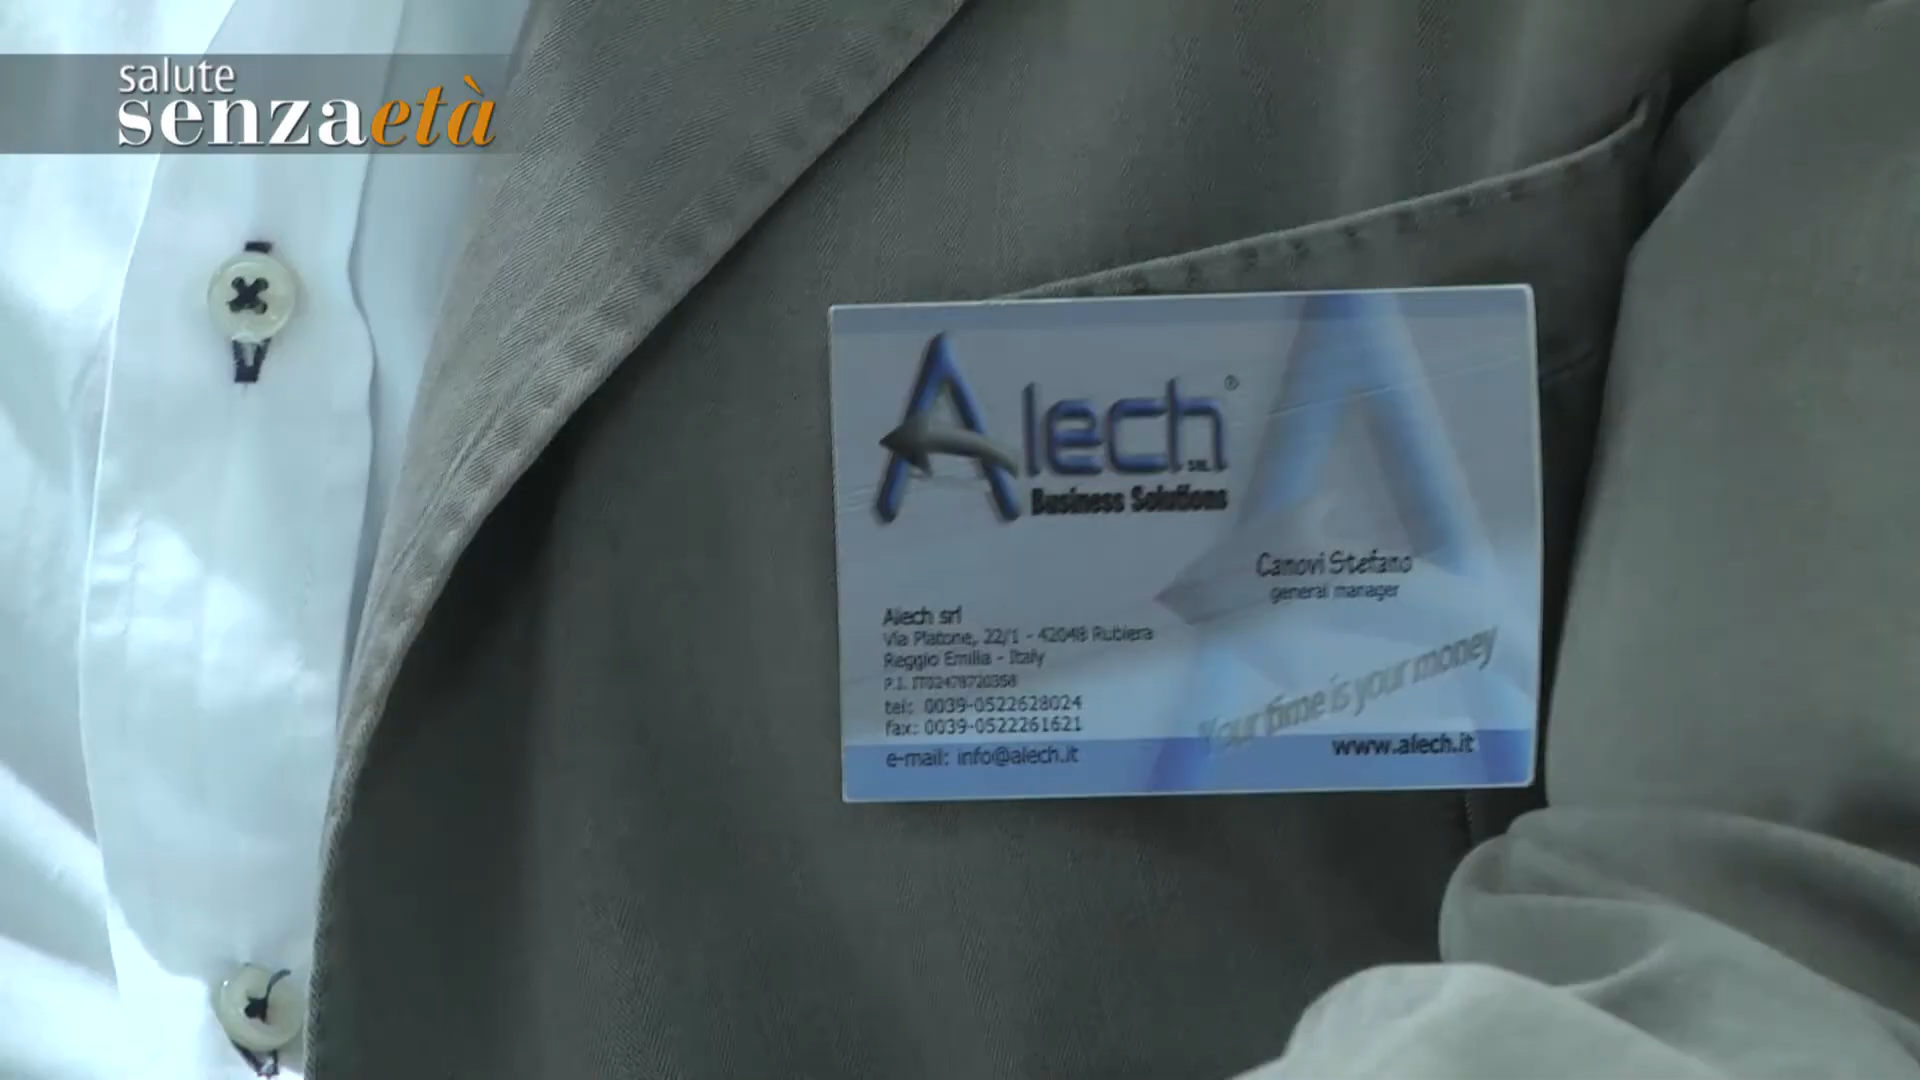 salute
senzaetà
Alech®
SRL
Business Solutions
Canovi Stefano
general manager
Alech srl
Via Platone, 22/1 - 42048 Rubiera
Reggio Emilia - Italy
P.I. IT02478720358
tel: 0039-0522628024
fax: 0039-0522261621
e-mail: info@alech.it
Your time is your money
www.alech.it